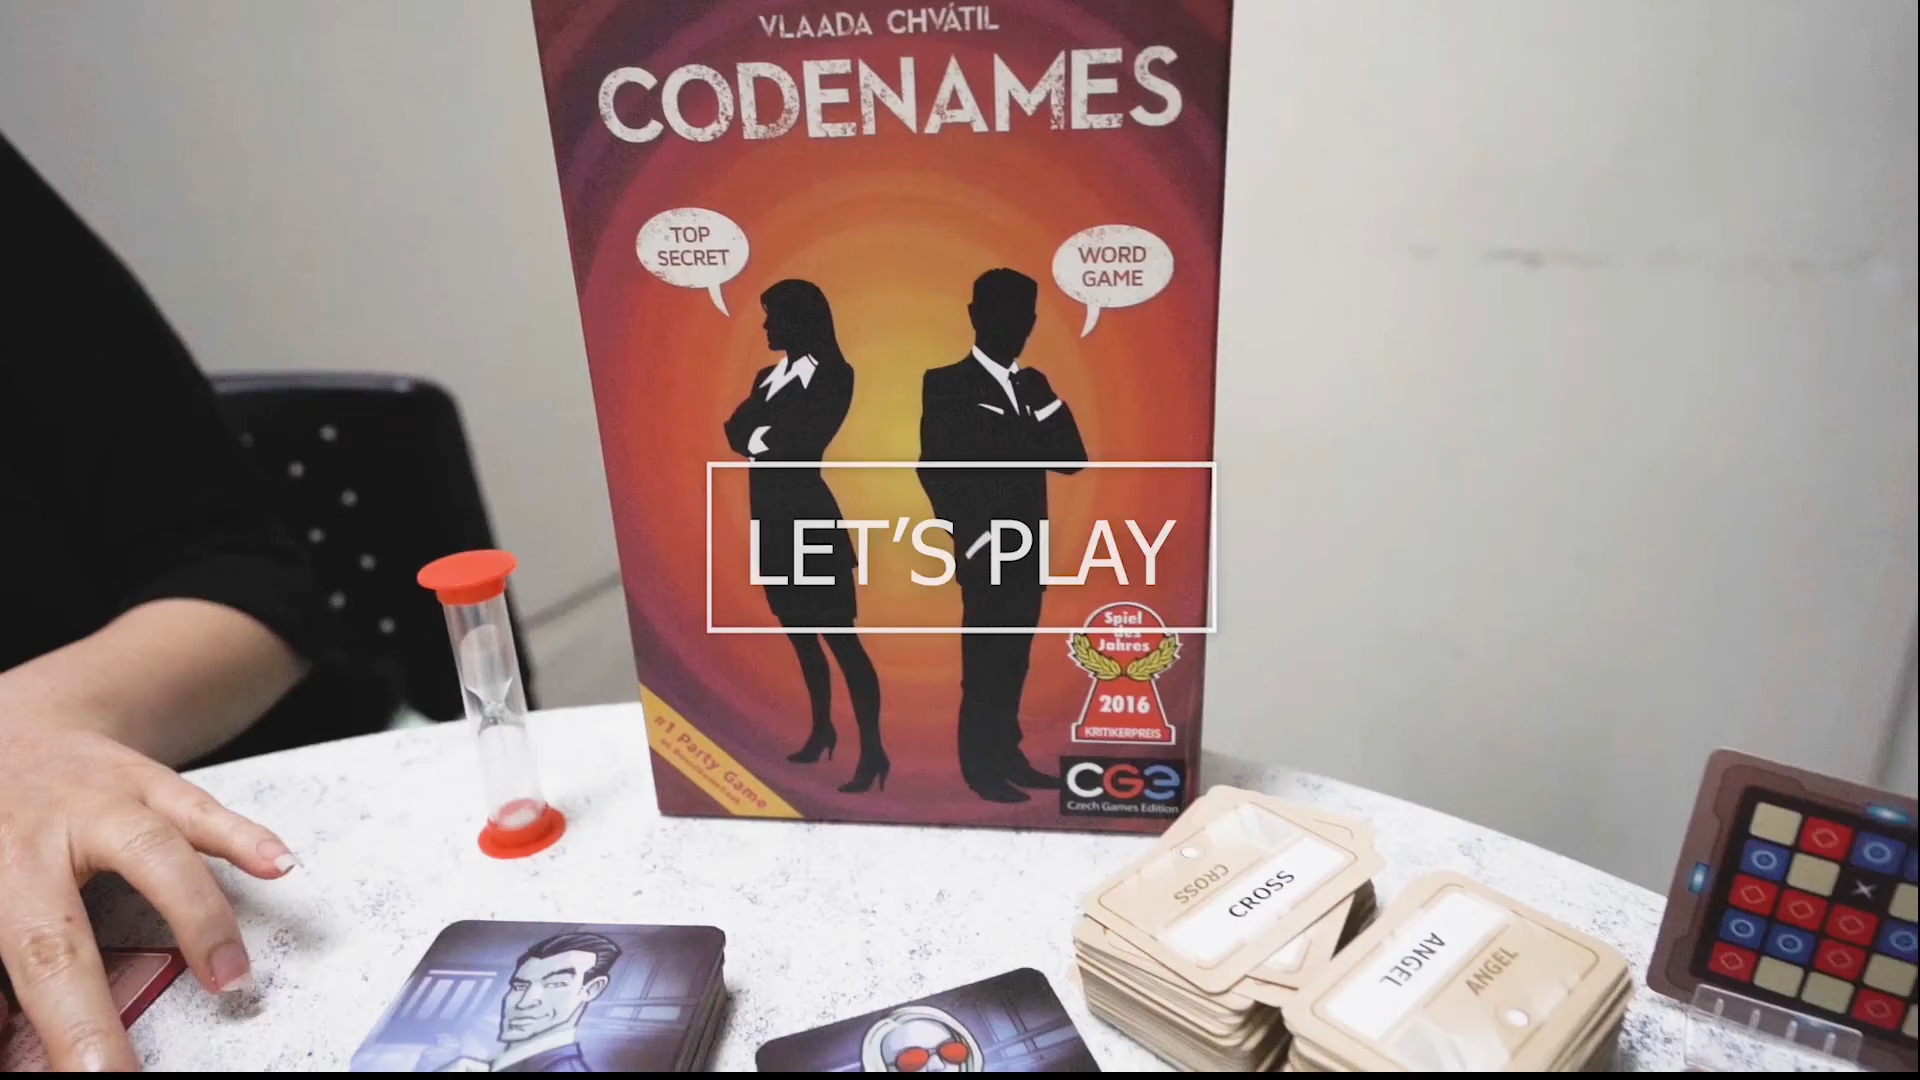 VLAADA CHVÁTIL
CODENAMES
TOP
SECRET
WORD
GAME
LET'S PLAY
Spiel
des
Jahres
2016
KRITIKERPREIS
#1 Party Game
CGE
Czech Games Edition
CROSS
CROSS
ANGEL
ANGEL